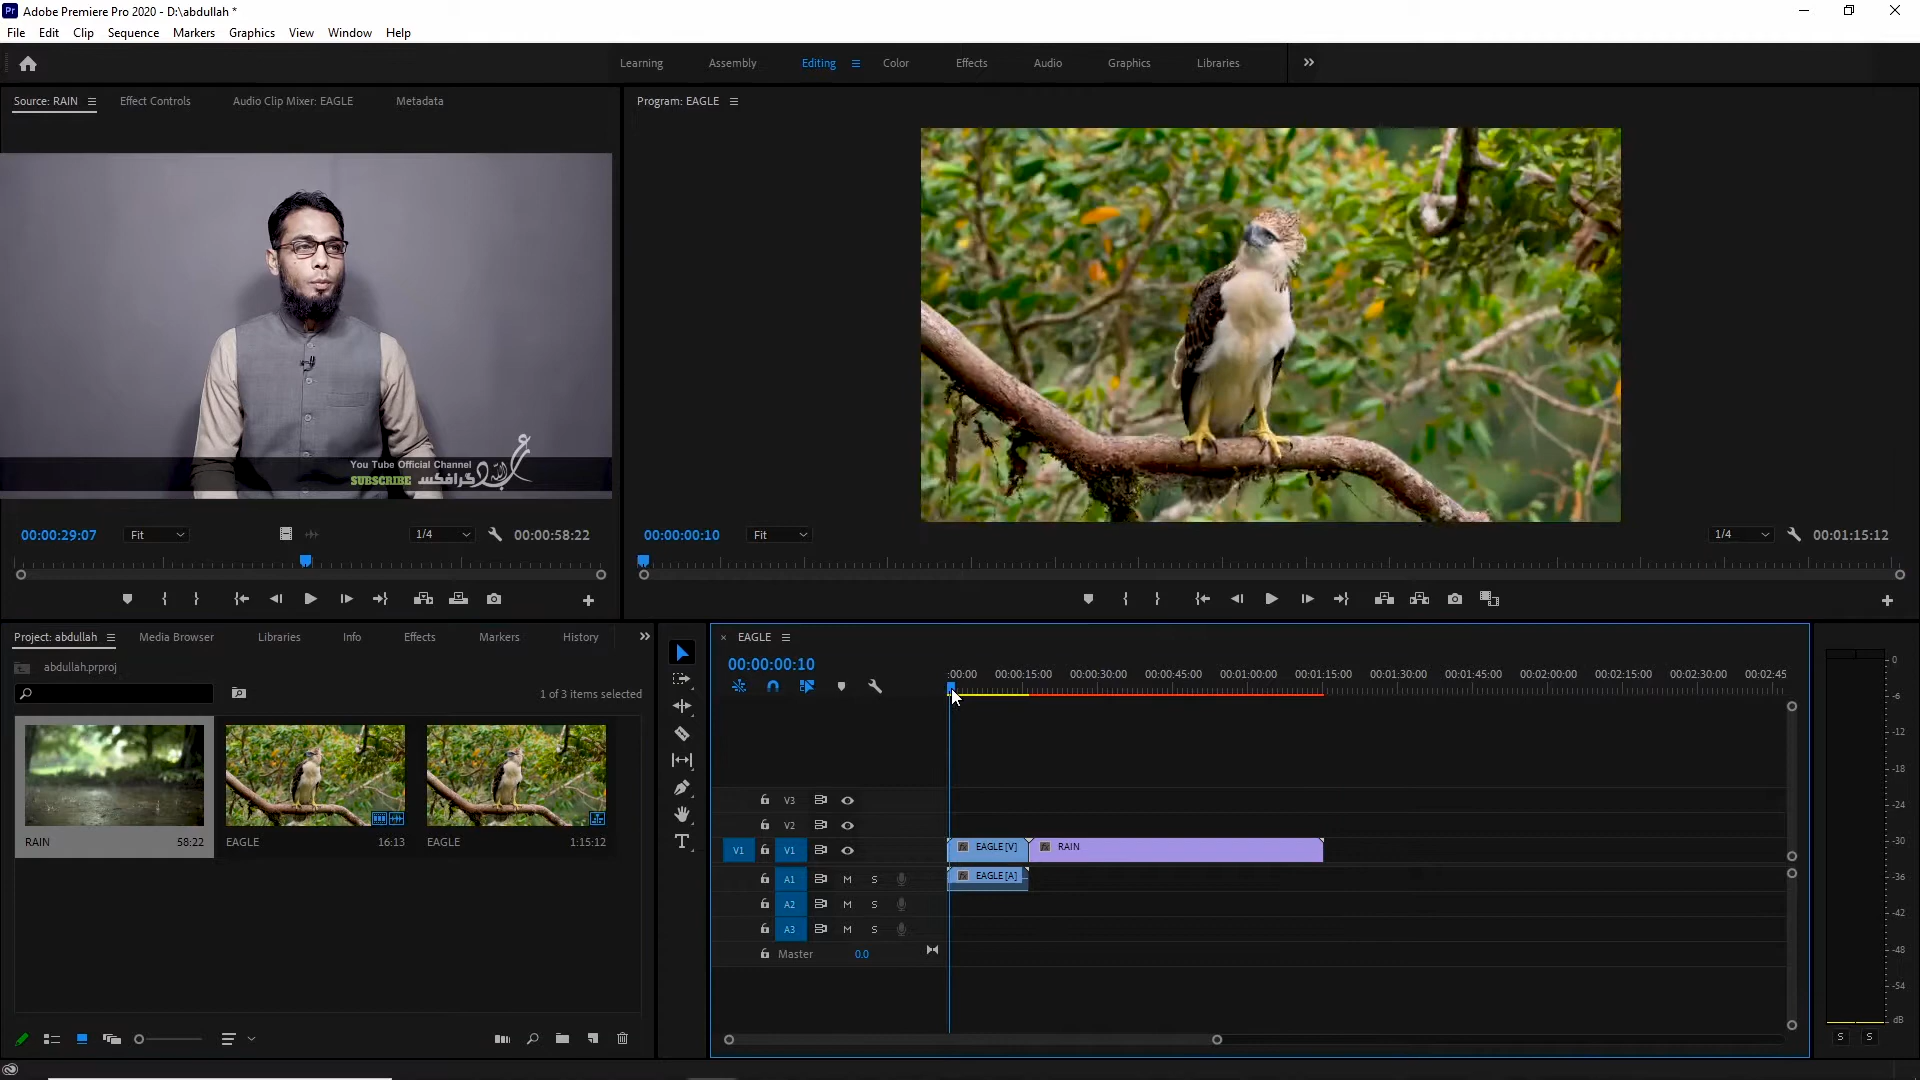 Pr Adobe Premiere Pro 2020 - D:\abdullah *
File Edit Clip Sequence Markers Graphics View Window Help
Learning Assembly Editing Color Effects Audio Graphics Libraries
Source: RAIN Effect Controls Audio Clip Mixer: EAGLE Metadata
Program: EAGLE
You Tube Official Channel
SUBSCRIBE گرافکس
00:00:29:07 Fit 1/4 00:00:58:22
00:00:00:10 Fit 1/4 00:01:15:12
Project: abdullah Media Browser Libraries Info Effects Markers History
abdullah.prproj
1 of 3 items selected
RAIN 58:22
EAGLE 16:13
EAGLE 1:15:12
EAGLE
00:00:00:10
:00:00 00:00:15:00 00:00:30:00 00:00:45:00 00:01:00:00 00:01:15:00 00:01:30:00 00:01:45:00 00:02:00:00 00:02:15:00 00:02:30:00 00:02:45
V3
V2
V1 V1 EAGLE [V] RAIN
A1 M S EAGLE [A]
A2 M S
A3 M S
Master 0.0
0
-6
-12
-18
-24
-30
-36
-42
-48
-54
dB
S S